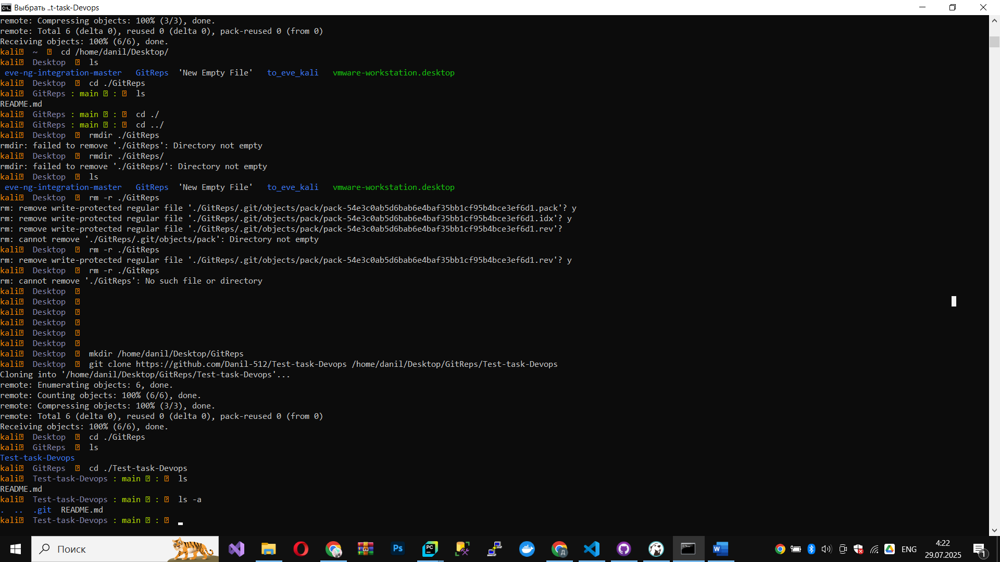 Выбрать ..t-task-Devops
remote: Compressing objects: 100% (3/3), done.
remote: Total 6 (delta 0), reused 0 (delta 0), pack-reused 0 (from 0)
Receiving objects: 100% (6/6), done.
kali ~ cd /home/danil/Desktop/
kali Desktop ls
eve-ng-integration-master GitReps 'New Empty File' to_eve_kali vmware-workstation.desktop
kali Desktop cd ./GitReps
kali GitReps : main : ls
README.md
kali GitReps : main : cd ./
kali GitReps : main : cd ../
kali Desktop rmdir ./GitReps
rmdir: failed to remove './GitReps': Directory not empty
kali Desktop rmdir ./GitReps/
rmdir: failed to remove './GitReps/': Directory not empty
kali Desktop ls
eve-ng-integration-master GitReps 'New Empty File' to_eve_kali vmware-workstation.desktop
kali Desktop rm -r ./GitReps
rm: remove write-protected regular file './GitReps/.git/objects/pack/pack-54e3c0ab5d6bab6e4baf35bb1cf95b4bce3ef6d1.pack'? y
rm: remove write-protected regular file './GitReps/.git/objects/pack/pack-54e3c0ab5d6bab6e4baf35bb1cf95b4bce3ef6d1.idx'? y
rm: remove write-protected regular file './GitReps/.git/objects/pack/pack-54e3c0ab5d6bab6e4baf35bb1cf95b4bce3ef6d1.rev'?
rm: cannot remove './GitReps/.git/objects/pack': Directory not empty
kali Desktop rm -r ./GitReps
rm: remove write-protected regular file './GitReps/.git/objects/pack/pack-54e3c0ab5d6bab6e4baf35bb1cf95b4bce3ef6d1.rev'? y
kali Desktop rm -r ./GitReps
rm: cannot remove './GitReps': No such file or directory
kali Desktop
kali Desktop
kali Desktop
kali Desktop
kali Desktop
kali Desktop
kali Desktop mkdir /home/danil/Desktop/GitReps
kali Desktop git clone https://github.com/Danil-512/Test-task-Devops /home/danil/Desktop/GitReps/Test-task-Devops
Cloning into '/home/danil/Desktop/GitReps/Test-task-Devops'...
remote: Enumerating objects: 6, done.
remote: Counting objects: 100% (6/6), done.
remote: Compressing objects: 100% (3/3), done.
remote: Total 6 (delta 0), reused 0 (delta 0), pack-reused 0 (from 0)
Receiving objects: 100% (6/6), done.
kali Desktop cd ./GitReps
kali GitReps ls
Test-task-Devops
kali GitReps cd ./Test-task-Devops
kali Test-task-Devops : main : ls
README.md
kali Test-task-Devops : main : ls -a
. .. .git README.md
kali Test-task-Devops : main :
Поиск
Ps
PC
W
ENG
4:22
29.07.2025
1